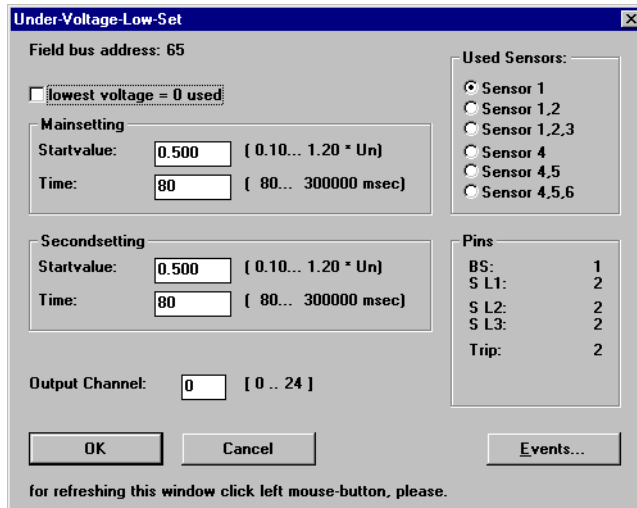 Under-Voltage-Low-Set
Field bus address: 65
lowest voltage = 0 used
Mainsetting
Startvalue: 0.500 ( 0.10... 1.20 * Un)
Time: 80 ( 80... 300000 msec)
Secondsetting
Startvalue: 0.500 ( 0.10... 1.20 * Un)
Time: 80 ( 80... 300000 msec)
Output Channel: 0 [ 0 .. 24 ]
Used Sensors:
Sensor 1
Sensor 1,2
Sensor 1,2,3
Sensor 4
Sensor 4,5
Sensor 4,5,6
Pins
BS: 1
S L1: 2
S L2: 2
S L3: 2
Trip: 2
OK
Cancel
Events...
for refreshing this window click left mouse-button, please.